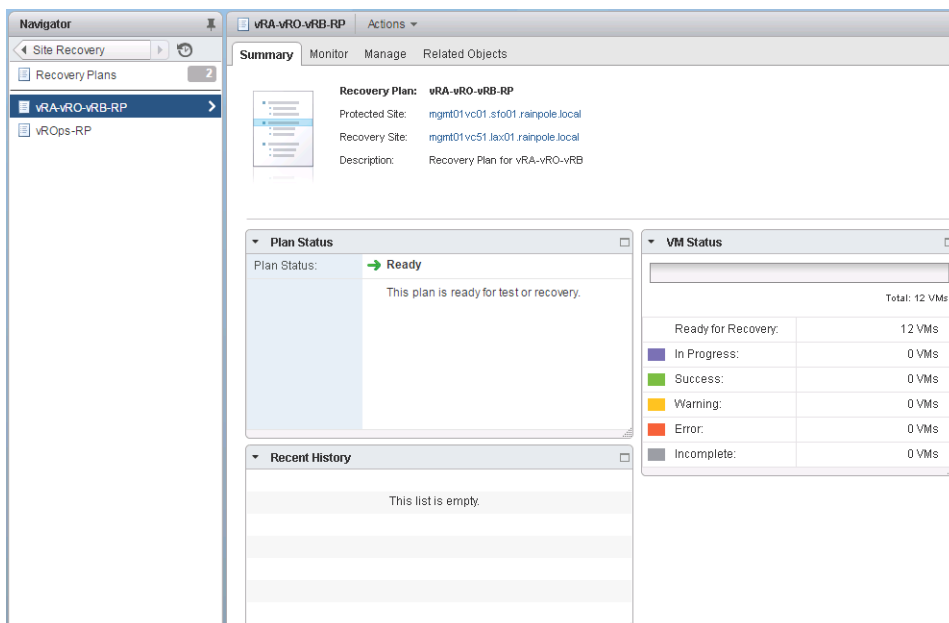 Navigator
Site Recovery
Recovery Plans 2
vRA-vRO-vRB-RP
vROps-RP
vRA-vRO-vRB-RP Actions
Summary Monitor Manage Related Objects
Recovery Plan: vRA-vRO-vRB-RP
Protected Site: mgmt01vc01.sfo01.rainpole.local
Recovery Site: mgmt01vc51.lax01.rainpole.local
Description: Recovery Plan for vRA-vRO-vRB
Plan Status
Plan Status: Ready
This plan is ready for test or recovery.
Recent History
This list is empty.
VM Status
Total: 12 VMs
Ready for Recovery: 12 VMs
In Progress: 0 VMs
Success: 0 VMs
Warning: 0 VMs
Error: 0 VMs
Incomplete: 0 VMs